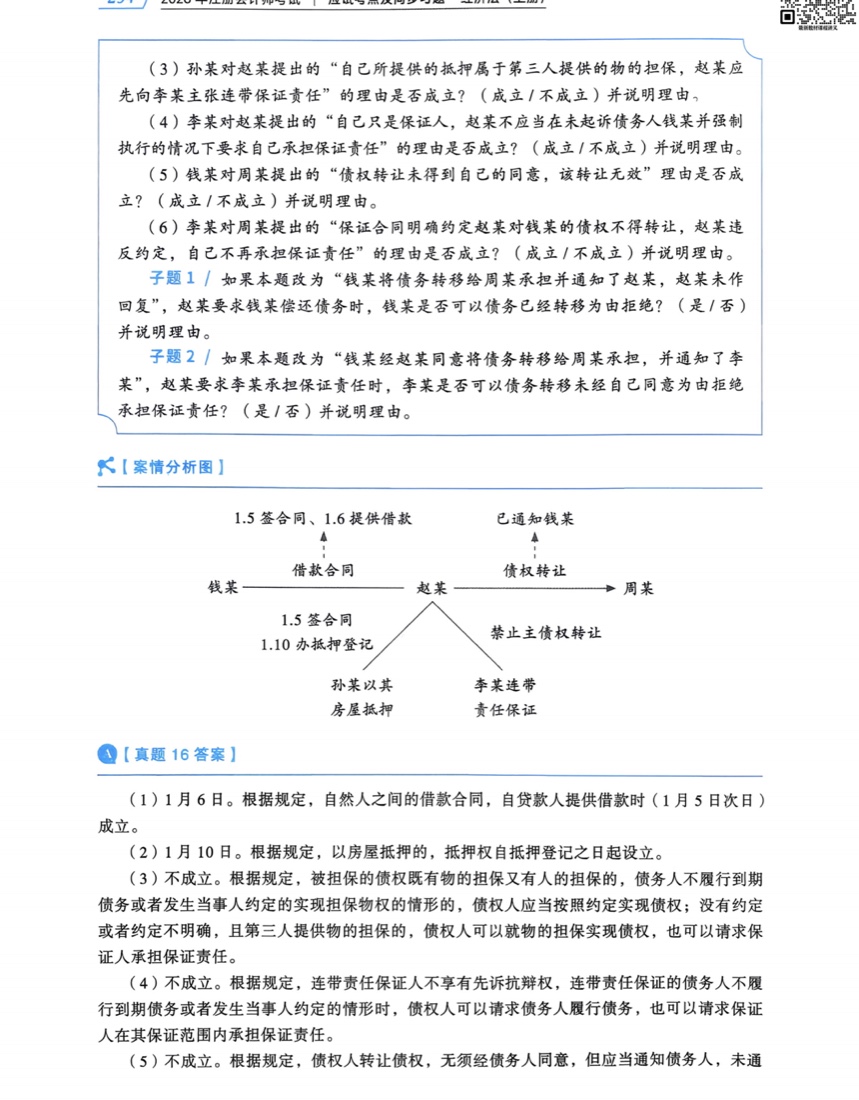 （3）孙某对赵某提出的“自己所提供的抵押属于第三人提供的物的担保，赵某应
先向李某主张连带保证责任”的理由是否成立？（成立/不成立）并说明理由。
（4）李某对赵某提出的“自己只是保证人，赵某不应当在未起诉债务人钱某并强制
执行的情况下要求自己承担保证责任”的理由是否成立？（成立/不成立）并说明理由。
（5）钱某对周某提出的“债权转让未得到自己的同意，该转让无效”理由是否成
立？（成立/不成立）并说明理由。
（6）李某对周某提出的“保证合同明确约定赵某对钱某的债权不得转让，赵某违
反约定，自己不再承担保证责任”的理由是否成立？（成立/不成立）并说明理由。
子题1 / 如果本题改为“钱某将债务转移给周某承担并通知了赵某，赵某未作
回复”，赵某要求钱某偿还债务时，钱某是否可以债务已经转移为由拒绝？（是/否）
并说明理由。
子题2 / 如果本题改为“钱某经赵某同意将债务转移给周某承担，并通知了李
某”，赵某要求李某承担保证责任时，李某是否可以债务转移未经自己同意为由拒绝
承担保证责任？（是/否）并说明理由。
【案情分析图】
1.5 签合同、1.6 提供借款 已通知钱某
借款合同 债权转让
钱某 赵某 周某
1.5 签合同
1.10 办抵押登记
禁止主债权转让
孙某以其 李某连带
房屋抵押 责任保证
【真题 16 答案】
（1）1月6日。根据规定，自然人之间的借款合同，自贷款人提供借款时（1月5日次日）
成立。
（2）1月10日。根据规定，以房屋抵押的，抵押权自抵押登记之日起设立。
（3）不成立。根据规定，被担保的债权既有物的担保又有人的担保的，债务人不履行到期
债务或者发生当事人约定的实现担保物权的情形的，债权人应当按照约定实现债权；没有约定
或者约定不明确，且第三人提供物的担保的，债权人可以就物的担保实现债权，也可以请求保
证人承担保证责任。
（4）不成立。根据规定，连带责任保证人不享有先诉抗辩权，连带责任保证的债务人不履
行到期债务或者发生当事人约定的情形时，债权人可以请求债务人履行债务，也可以请求保证
人在其保证范围内承担保证责任。
（5）不成立。根据规定，债权人转让债权，无须经债务人同意，但应当通知债务人，未通